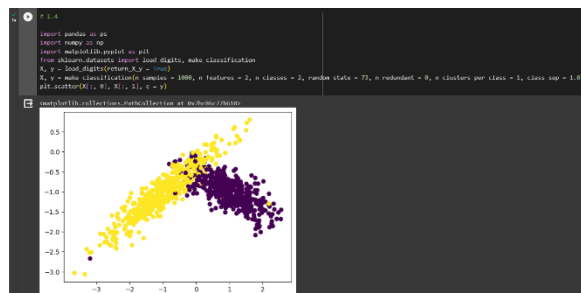 # 1.4
import pandas as ps
import numpy as np
import matplotlib.pyplot as plt
from sklearn.datasets import load_digits, make_classification
X, y = load_digits(return_X_y = True)
X, y = make_classification(n_samples = 1000, n_features = 2, n_classes = 2, random_state = 73, n_redundant = 0, n_clusters_per_class = 1, class_sep = 1.0
plt.scatter(X[:, 0], X[:, 1], c = y)
<matplotlib.collections.PathCollection at
0.5
0.0
−0.5
−1.0
−1.5
−2.0
−2.5
−3.0
−3 −2 −1 0 1 2